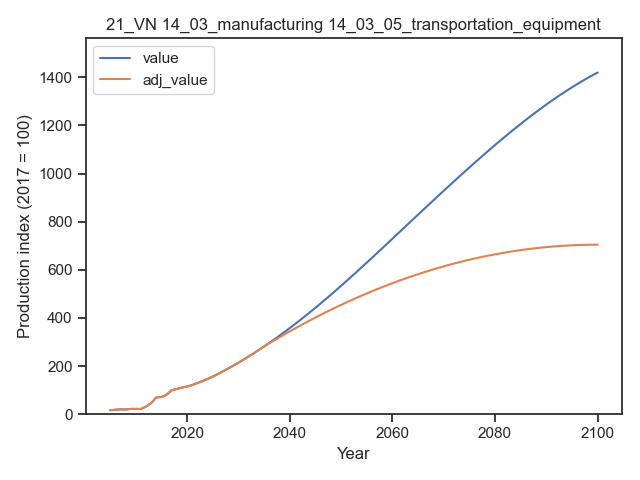 21_VN 14_03_manufacturing 14_03_05_transportation_equipment
value
adj_value
Production index (2017 = 100)
1400
1200
1000
800
600
400
200
0
2020 2040 2060 2080 2100
Year